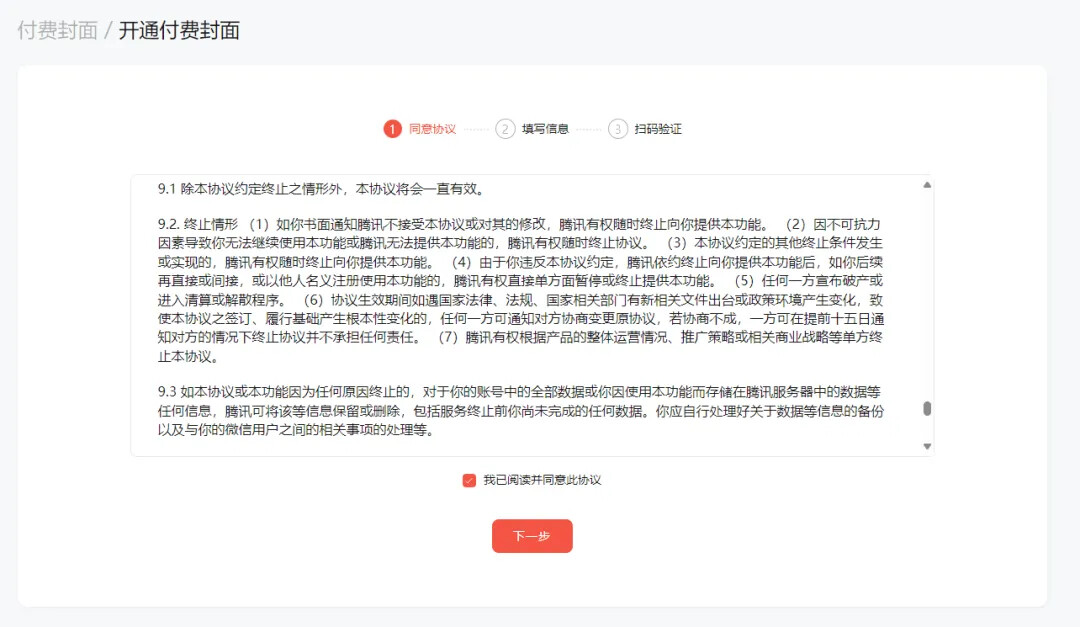 付费封面 / 开通付费封面
1 同意协议 2 填写信息 3 扫码验证
9.1 除本协议约定终止之情形外，本协议将会一直有效。
9.2. 终止情形 （1）如你书面通知腾讯不接受本协议或对其的修改，腾讯有权随时终止向你提供本功能。 （2）因不可抗力
因素导致你无法继续使用本功能或腾讯无法提供本功能的，腾讯有权随时终止协议。 （3）本协议约定的其他终止条件发生
或实现的，腾讯有权随时终止向你提供本功能。 （4）由于你违反本协议约定，腾讯依约终止向你提供本功能后，如你后续
再直接或间接，或以他人名义注册使用本功能的，腾讯有权直接单方面暂停或终止提供本功能。 （5）任何一方宣布破产或
进入清算或解散程序。 （6）协议生效期间如遇国家法律、法规、国家相关部门有新相关文件出台或政策环境产生变化，致
使本协议之签订、履行基础产生根本性变化的，任何一方可通知对方协商变更原协议，若协商不成，一方可在提前十五日通
知对方的情况下终止协议并不承担任何责任。 （7）腾讯有权根据产品的整体运营情况、推广策略或相关商业战略等单方终
止本协议。
9.3 如本协议或本功能因为任何原因终止的，对于你的账号中的全部数据或你因使用本功能而存储在腾讯服务器中的数据等
任何信息，腾讯可将该等信息保留或删除，包括服务终止前你尚未完成的任何数据。你应自行处理好关于数据等信息的备份
以及与你的微信用户之间的相关事项的处理等。
我已阅读并同意此协议
下一步